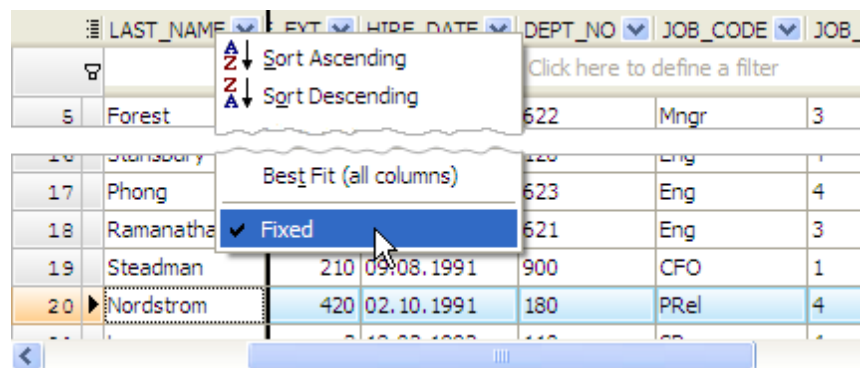 LAST_NAME EXT HIRE_DATE DEPT_NO JOB_CODE JOB_
Sort Ascending
Click here to define a filter
Sort Descending
5 Forest 622 Mngr 3
Best Fit (all columns)
17 Phong 623 Eng 4
18 Ramanatha Fixed 621 Eng 3
19 Steadman 210 09.08.1991 900 CFO 1
20 Nordstrom 420 02.10.1991 180 PRel 4